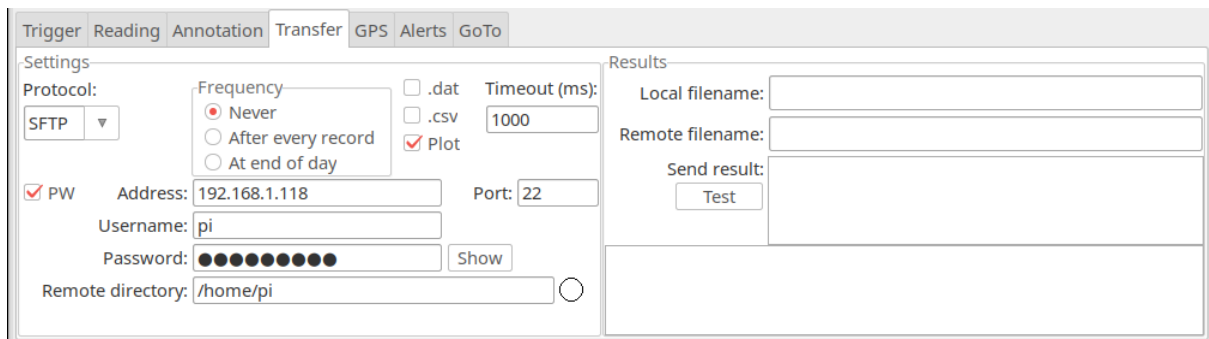 Trigger Reading Annotation Transfer GPS Alerts GoTo
Settings
Protocol:
SFTP
Frequency
Never
After every record
At end of day
.dat
.csv
Plot
Timeout (ms):
1000
PW
Address: 192.168.1.118
Port: 22
Username: pi
Password: ●●●●●●●●●
Show
Remote directory: /home/pi
Results
Local filename:
Remote filename:
Send result:
Test